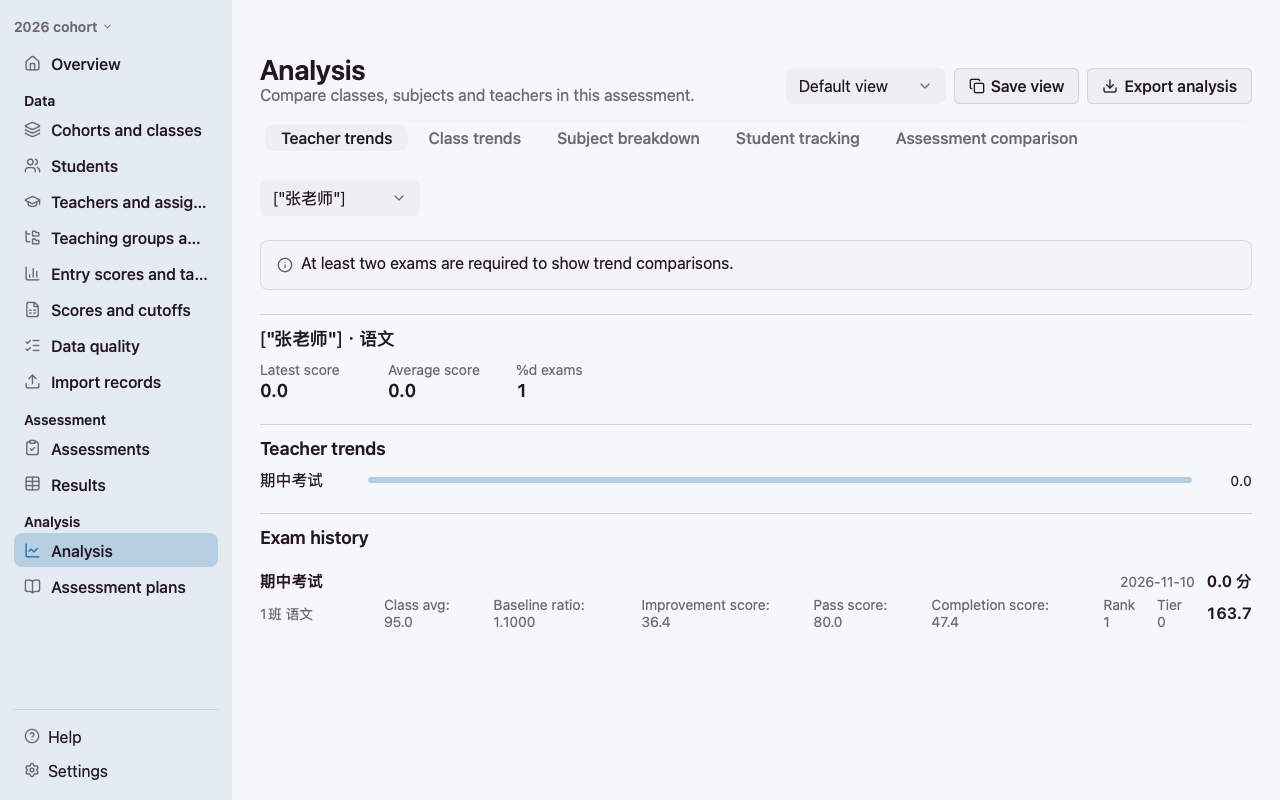 2026 cohort
Overview
Data
Cohorts and classes
Students
Teachers and assig...
Teaching groups a...
Entry scores and ta...
Scores and cutoffs
Data quality
Import records
Assessment
Assessments
Results
Analysis
Analysis
Assessment plans
Help
Settings
Analysis
Compare classes, subjects and teachers in this assessment.
Default view
Save view
Export analysis
Teacher trends
Class trends
Subject breakdown
Student tracking
Assessment comparison
["张老师"]
At least two exams are required to show trend comparisons.
["张老师"] · 语文
Latest score
0.0
Average score
0.0
%d exams
1
Teacher trends
期中考试
0.0
Exam history
期中考试
2026-11-10 0.0 分
1班 语文
Class avg:
95.0
Baseline ratio:
1.1000
Improvement score:
36.4
Pass score:
80.0
Completion score:
47.4
Rank
1
Tier
0
163.7